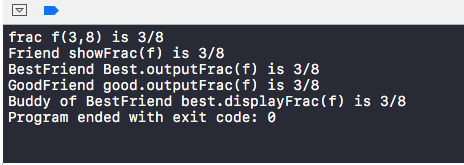 frac f(3,8) is 3/8
Friend showFrac(f) is 3/8
BestFriend Best.outputFrac(f) is 3/8
GoodFriend good.outputFrac(f) is 3/8
Buddy of BestFriend best.displayFrac(f) is 3/8
Program ended with exit code: 0